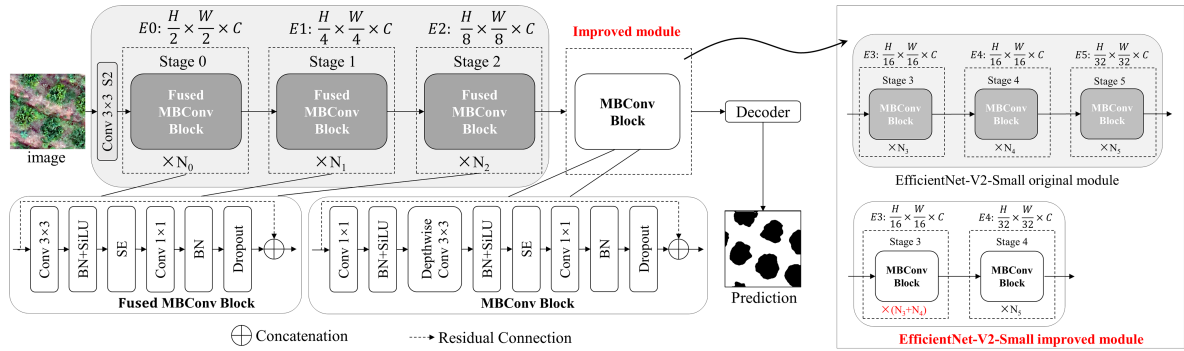 E0: H/2 × W/2 × C
E1: H/4 × W/4 × C
E2: H/8 × W/8 × C
Improved module
Stage 0
Stage 1
Stage 2
image
Conv 3×3 S2
Fused
MBConv
Block
Fused
MBConv
Block
Fused
MBConv
Block
MBConv
Block
×N₀
×N₁
×N₂
Decoder
Prediction
Conv 3×3
BN+SiLU
SE
Conv 1×1
BN
Dropout
Fused MBConv Block
Conv 1×1
BN+SiLU
Depthwise
Conv 3×3
BN+SiLU
SE
Conv 1×1
BN
Dropout
MBConv Block
Concatenation
Residual Connection
E3: H/16 × W/16 × C
E4: H/16 × W/16 × C
E5: H/32 × W/32 × C
Stage 3
Stage 4
Stage 5
MBConv
Block
MBConv
Block
MBConv
Block
×N₃
×N₄
×N₅
EfficientNet-V2-Small original module
E3: H/16 × W/16 × C
E4: H/32 × W/32 × C
Stage 3
Stage 4
MBConv
Block
MBConv
Block
×(N₃+N₄)
×N₅
EfficientNet-V2-Small improved module